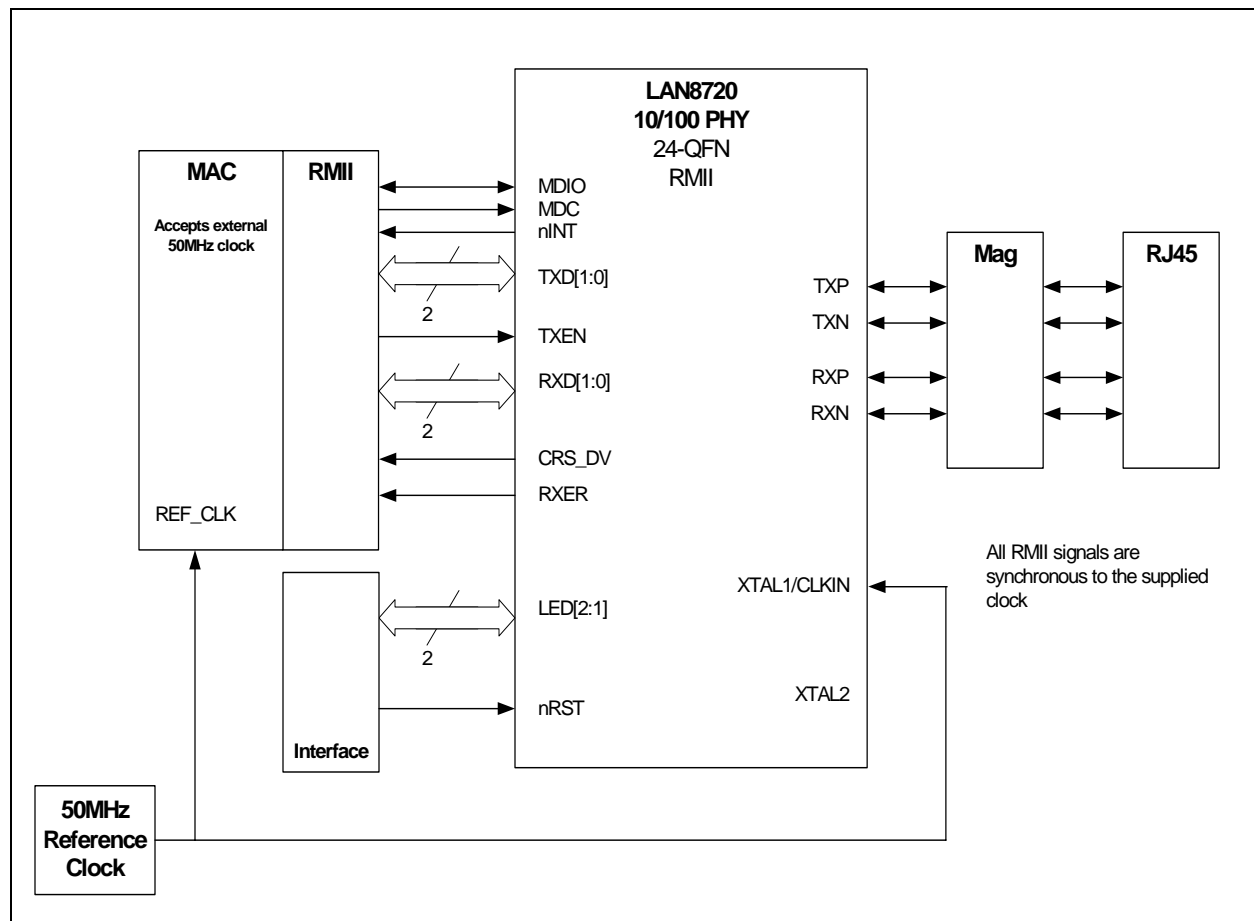 LAN8720
10/100 PHY
24-QFN
RMII
MAC
RMII
Accepts external
50MHz clock
REF_CLK
MDIO
MDC
nINT
TXD[1:0]
2
TXEN
RXD[1:0]
2
CRS_DV
RXER
LED[2:1]
2
nRST
Interface
TXP
TXN
RXP
RXN
XTAL1/CLKIN
XTAL2
Mag
RJ45
All RMII signals are
synchronous to the supplied
clock
50MHz
Reference
Clock